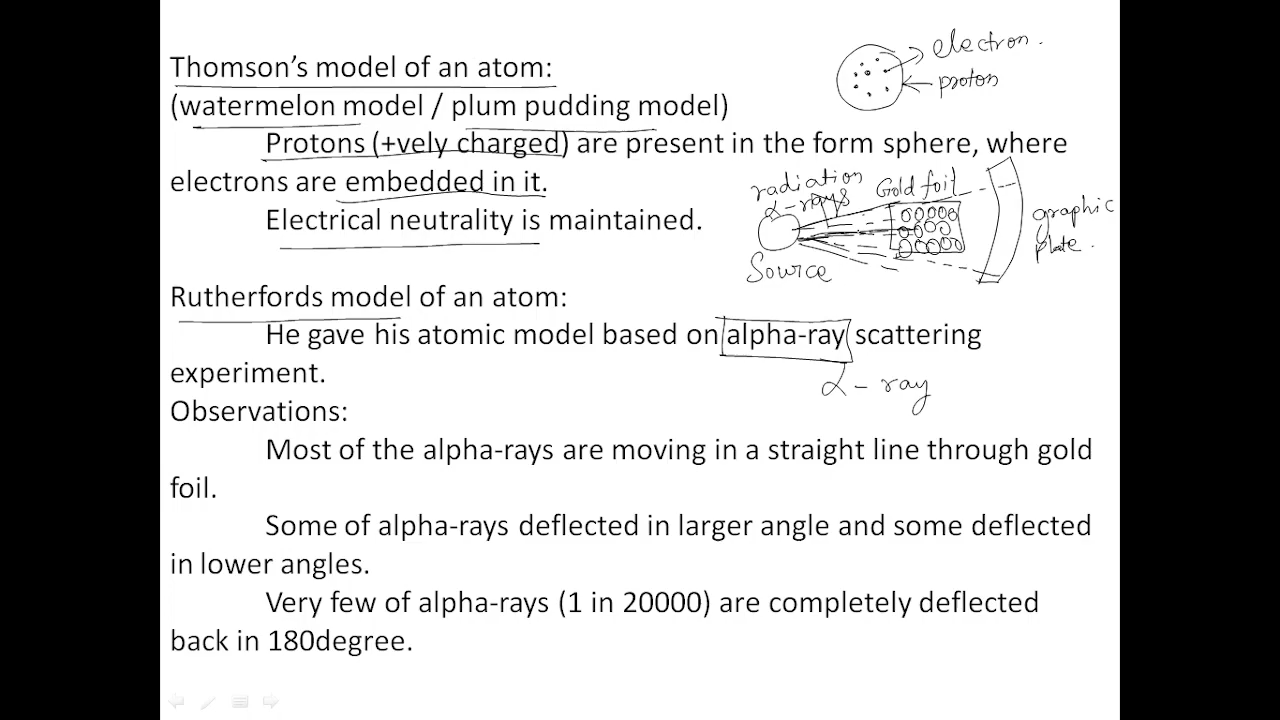 Thomson's model of an atom:
(watermelon model / plum pudding model)
Protons (+vely charged) are present in the form sphere, where
electrons are embedded in it.
Electrical neutrality is maintained.
electron.
proton
radiation
α-rays
Gold foil
graphic
plate.
Source
Rutherfords model of an atom:
He gave his atomic model based on alpha-ray scattering
experiment.
α - ray
Observations:
Most of the alpha-rays are moving in a straight line through gold
foil.
Some of alpha-rays deflected in larger angle and some deflected
in lower angles.
Very few of alpha-rays (1 in 20000) are completely deflected
back in 180degree.